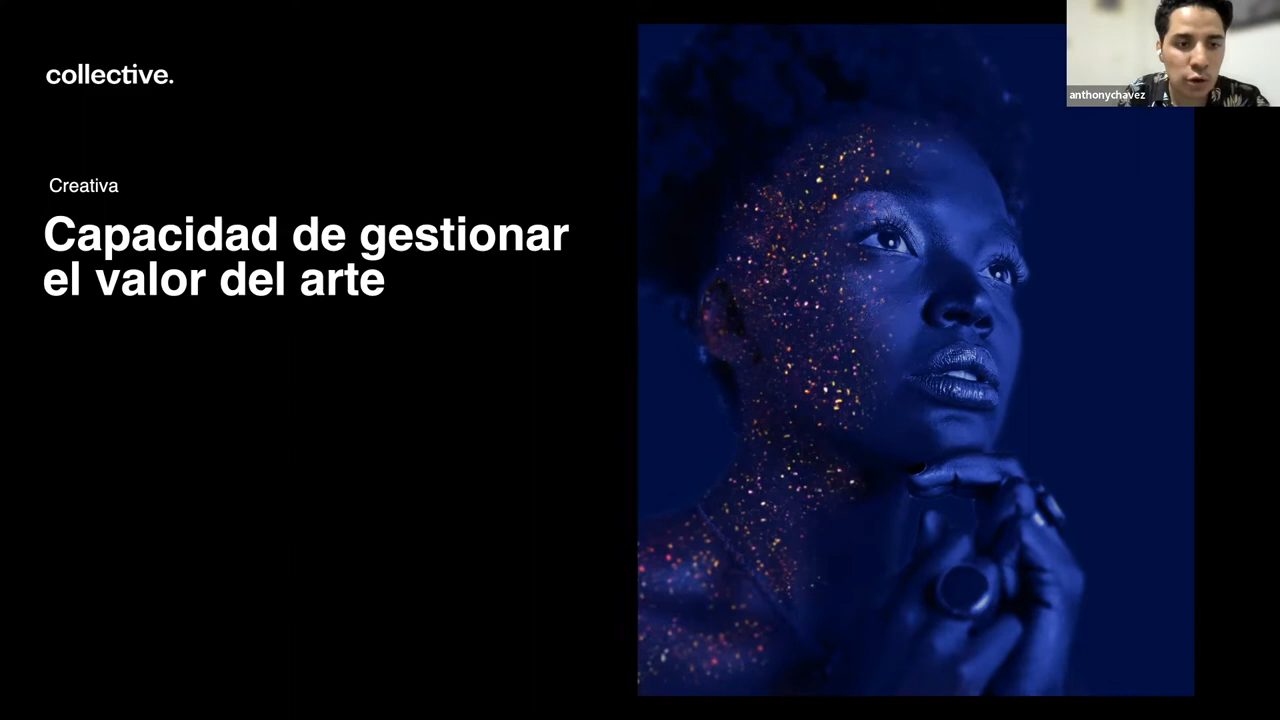 collective.
Creativa
Capacidad de gestionar
el valor del arte
anthonychavez